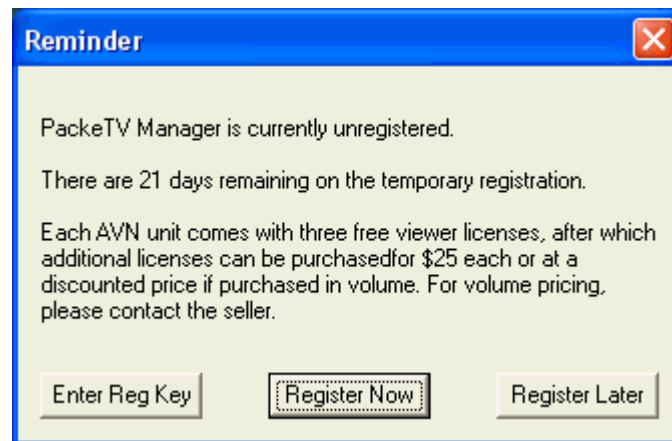 Reminder
PackeTV Manager is currently unregistered.
There are 21 days remaining on the temporary registration.
Each AVN unit comes with three free viewer licenses, after which
additional licenses can be purchasedfor $25 each or at a
discounted price if purchased in volume. For volume pricing,
please contact the seller.
Enter Reg Key
Register Now
Register Later